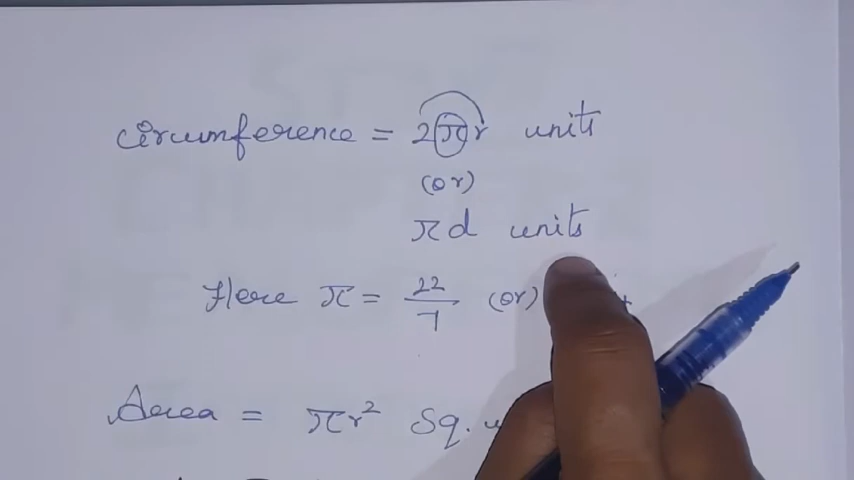 Circumference = 2πr units
(or)
πd units
Here π = 22/7 (or)
Area = πr² Sq.